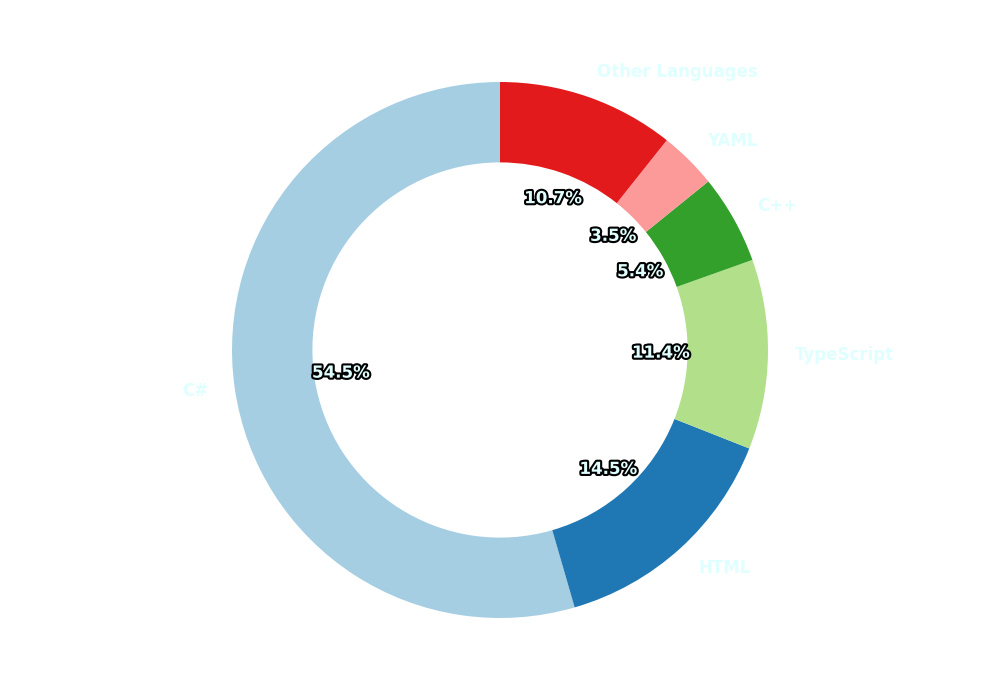 Other Languages
YAML
10.7%
C++
3.5%
5.4%
11.4%
TypeScript
54.5%
C#
14.5%
HTML